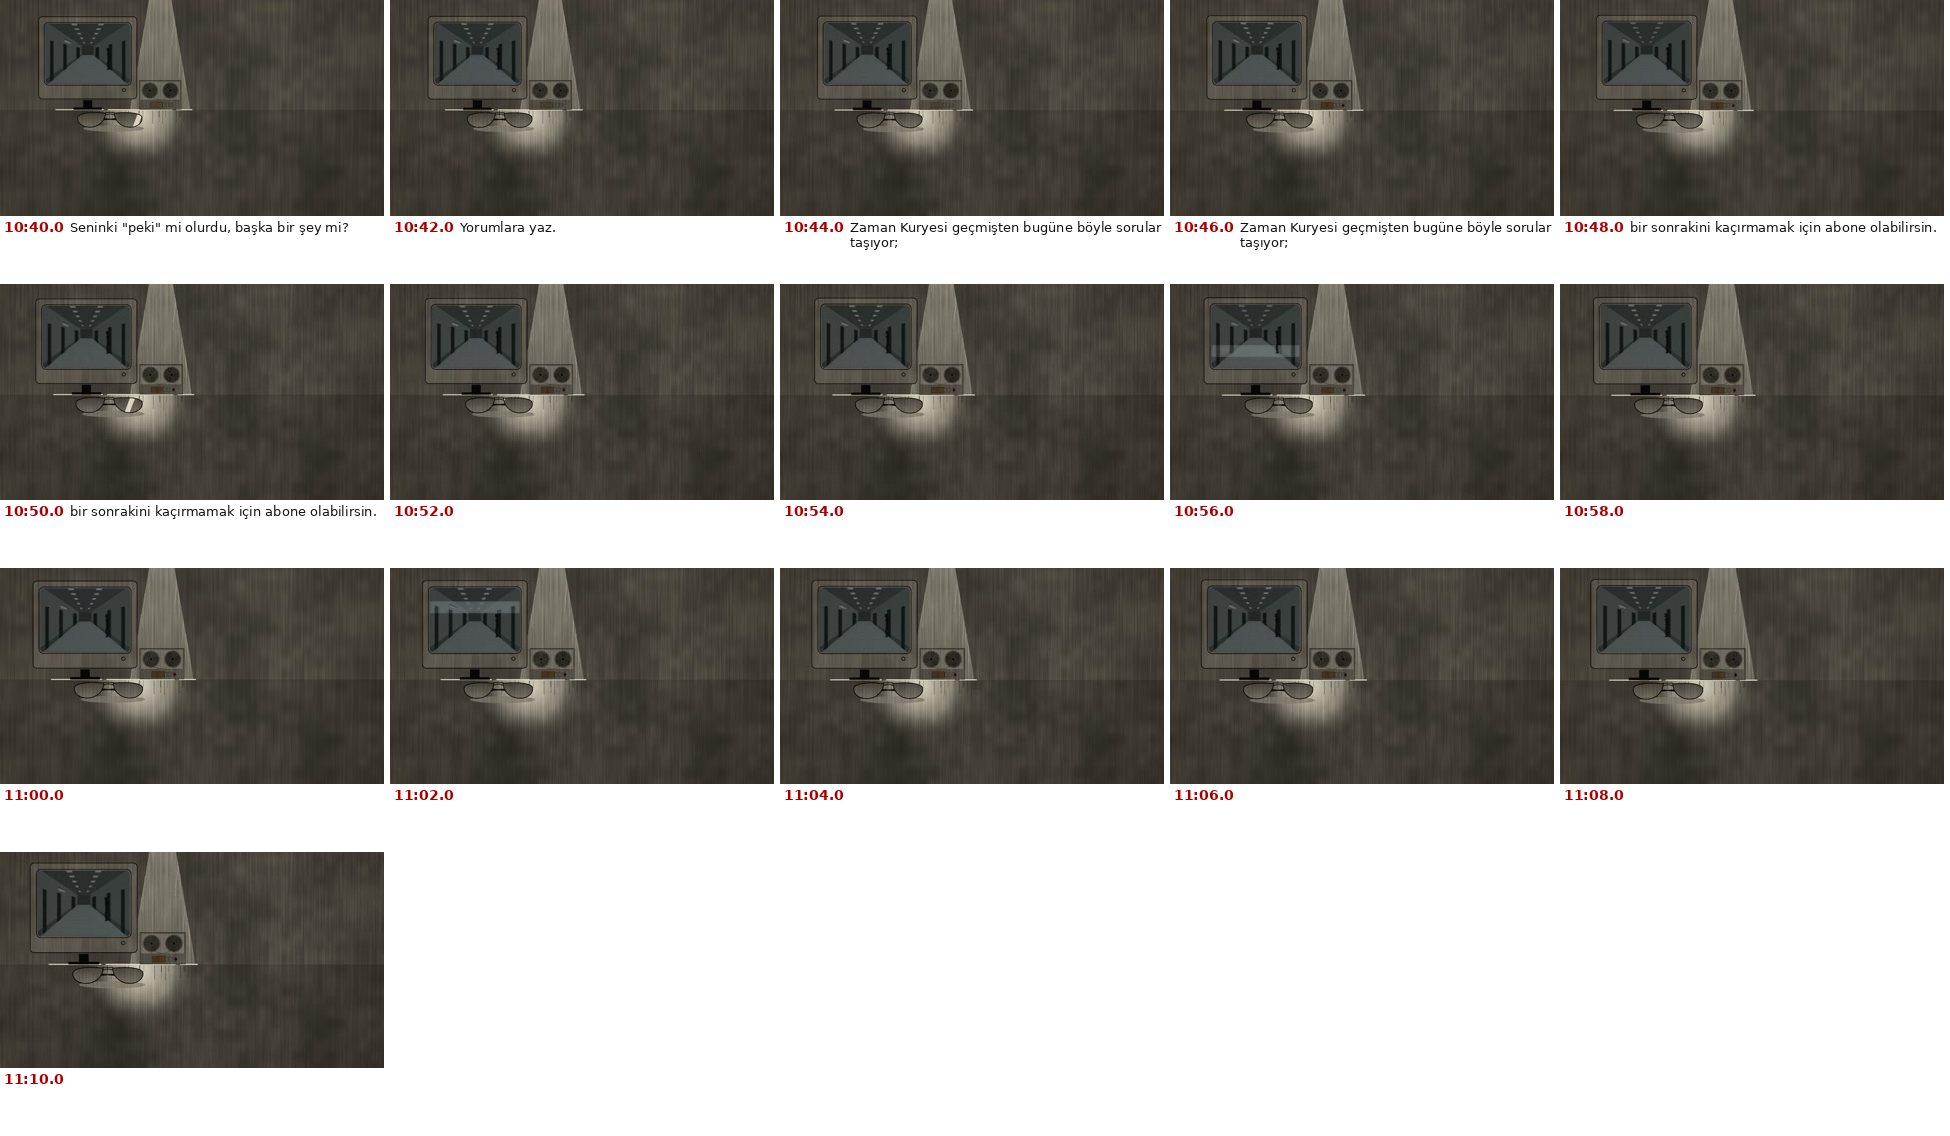 10:40.0 Seninki "peki" mi olurdu, başka bir şey mi?
10:42.0 Yorumlara yaz.
10:44.0 Zaman Kuryesi geçmişten bugüne böyle sorular
taşıyor;
10:46.0 Zaman Kuryesi geçmişten bugüne böyle sorular
taşıyor;
10:48.0 bir sonrakini kaçırmamak için abone olabilirsin.
10:50.0 bir sonrakini kaçırmamak için abone olabilirsin.
10:52.0
10:54.0
10:56.0
10:58.0
11:00.0
11:02.0
11:04.0
11:06.0
11:08.0
11:10.0